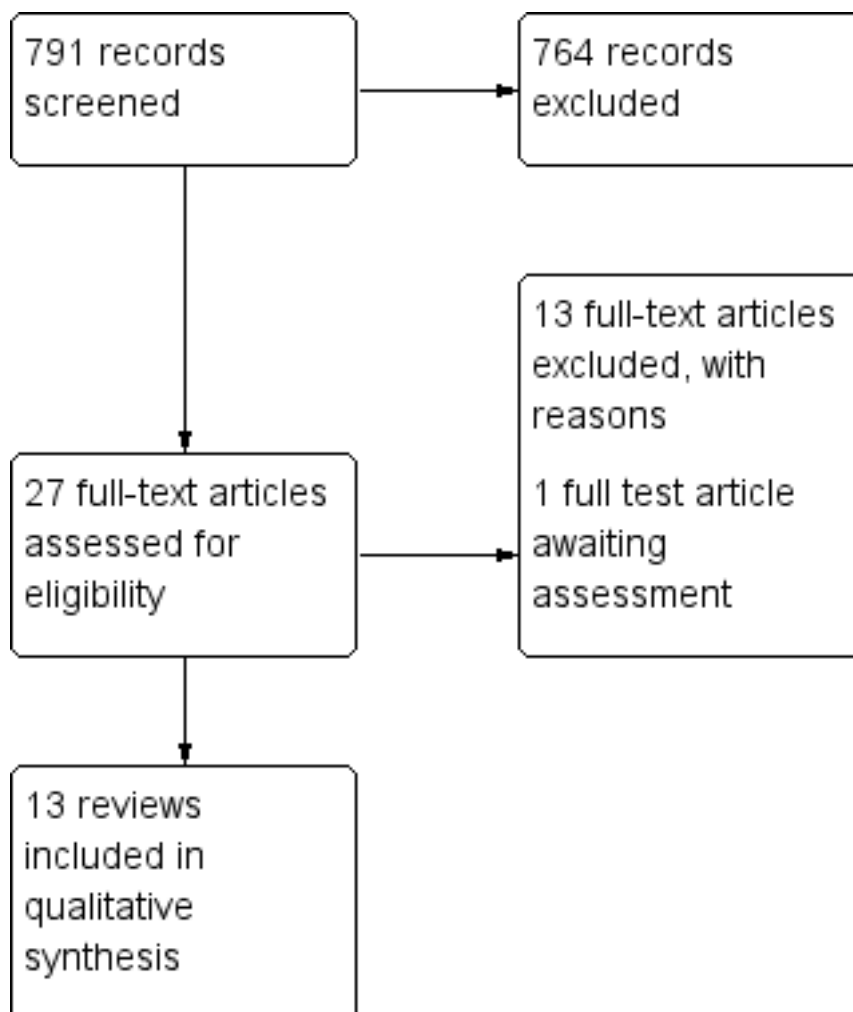 791 records
screened
764 records
excluded
13 full-text articles
excluded, with
reasons
1 full test article
awaiting
assessment
27 full-text articles
assessed for
eligibility
13 reviews
included in
qualitative
synthesis